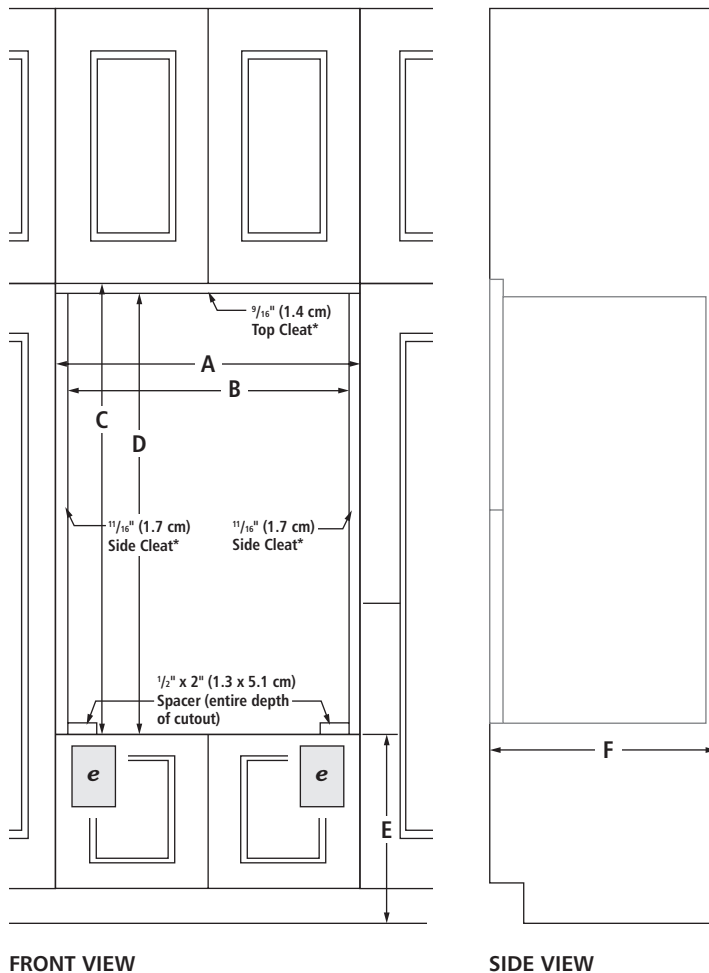 ⁹/₁₆" (1.4 cm)
Top Cleat*
A
B
C
D
¹¹/₁₆" (1.7 cm)
Side Cleat*
¹¹/₁₆" (1.7 cm)
Side Cleat*
¹/₂" x 2" (1.3 x 5.1 cm)
Spacer (entire depth
of cutout)
e
e
E
F
FRONT VIEW
SIDE VIEW